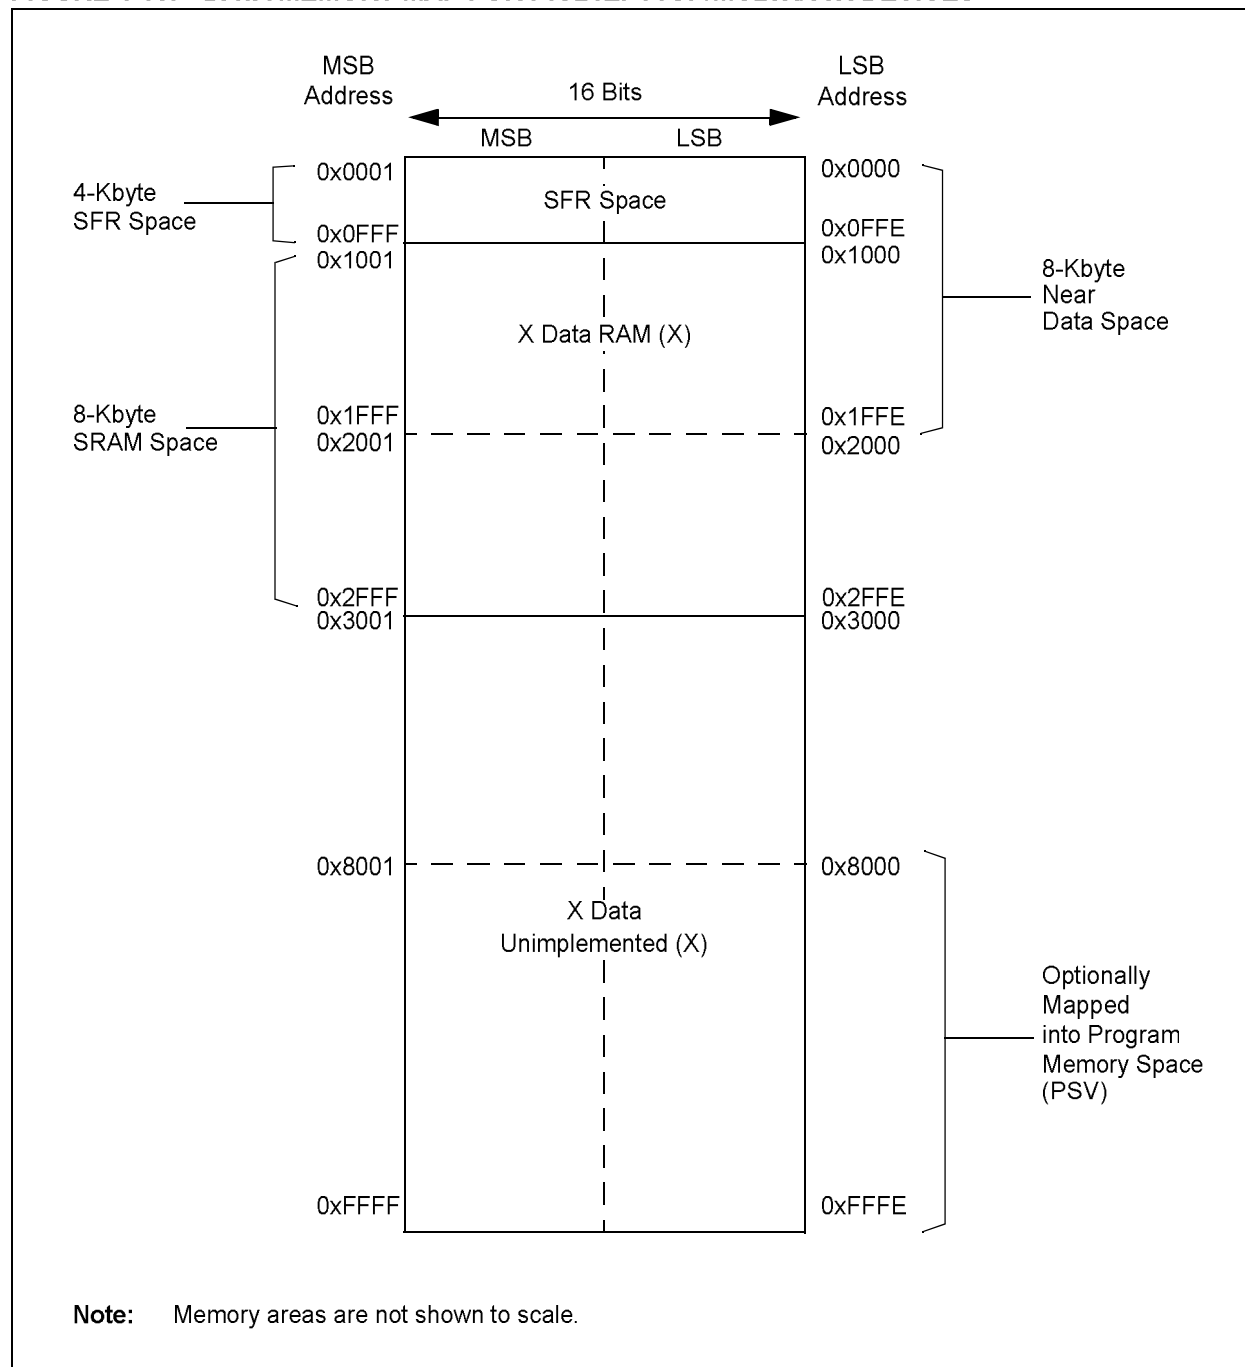 MSB
Address
LSB
Address
16 Bits
MSB
LSB
0x0001
0x0000
4-Kbyte
SFR Space
SFR Space
0x0FFF
0x0FFE
0x1001
0x1000
8-Kbyte
Near
Data Space
X Data RAM (X)
8-Kbyte
SRAM Space
0x1FFF
0x1FFE
0x2001
0x2000
0x2FFF
0x2FFE
0x3001
0x3000
0x8001
0x8000
X Data
Unimplemented (X)
Optionally
Mapped
into Program
Memory Space
(PSV)
0xFFFF
0xFFFE
Note: Memory areas are not shown to scale.